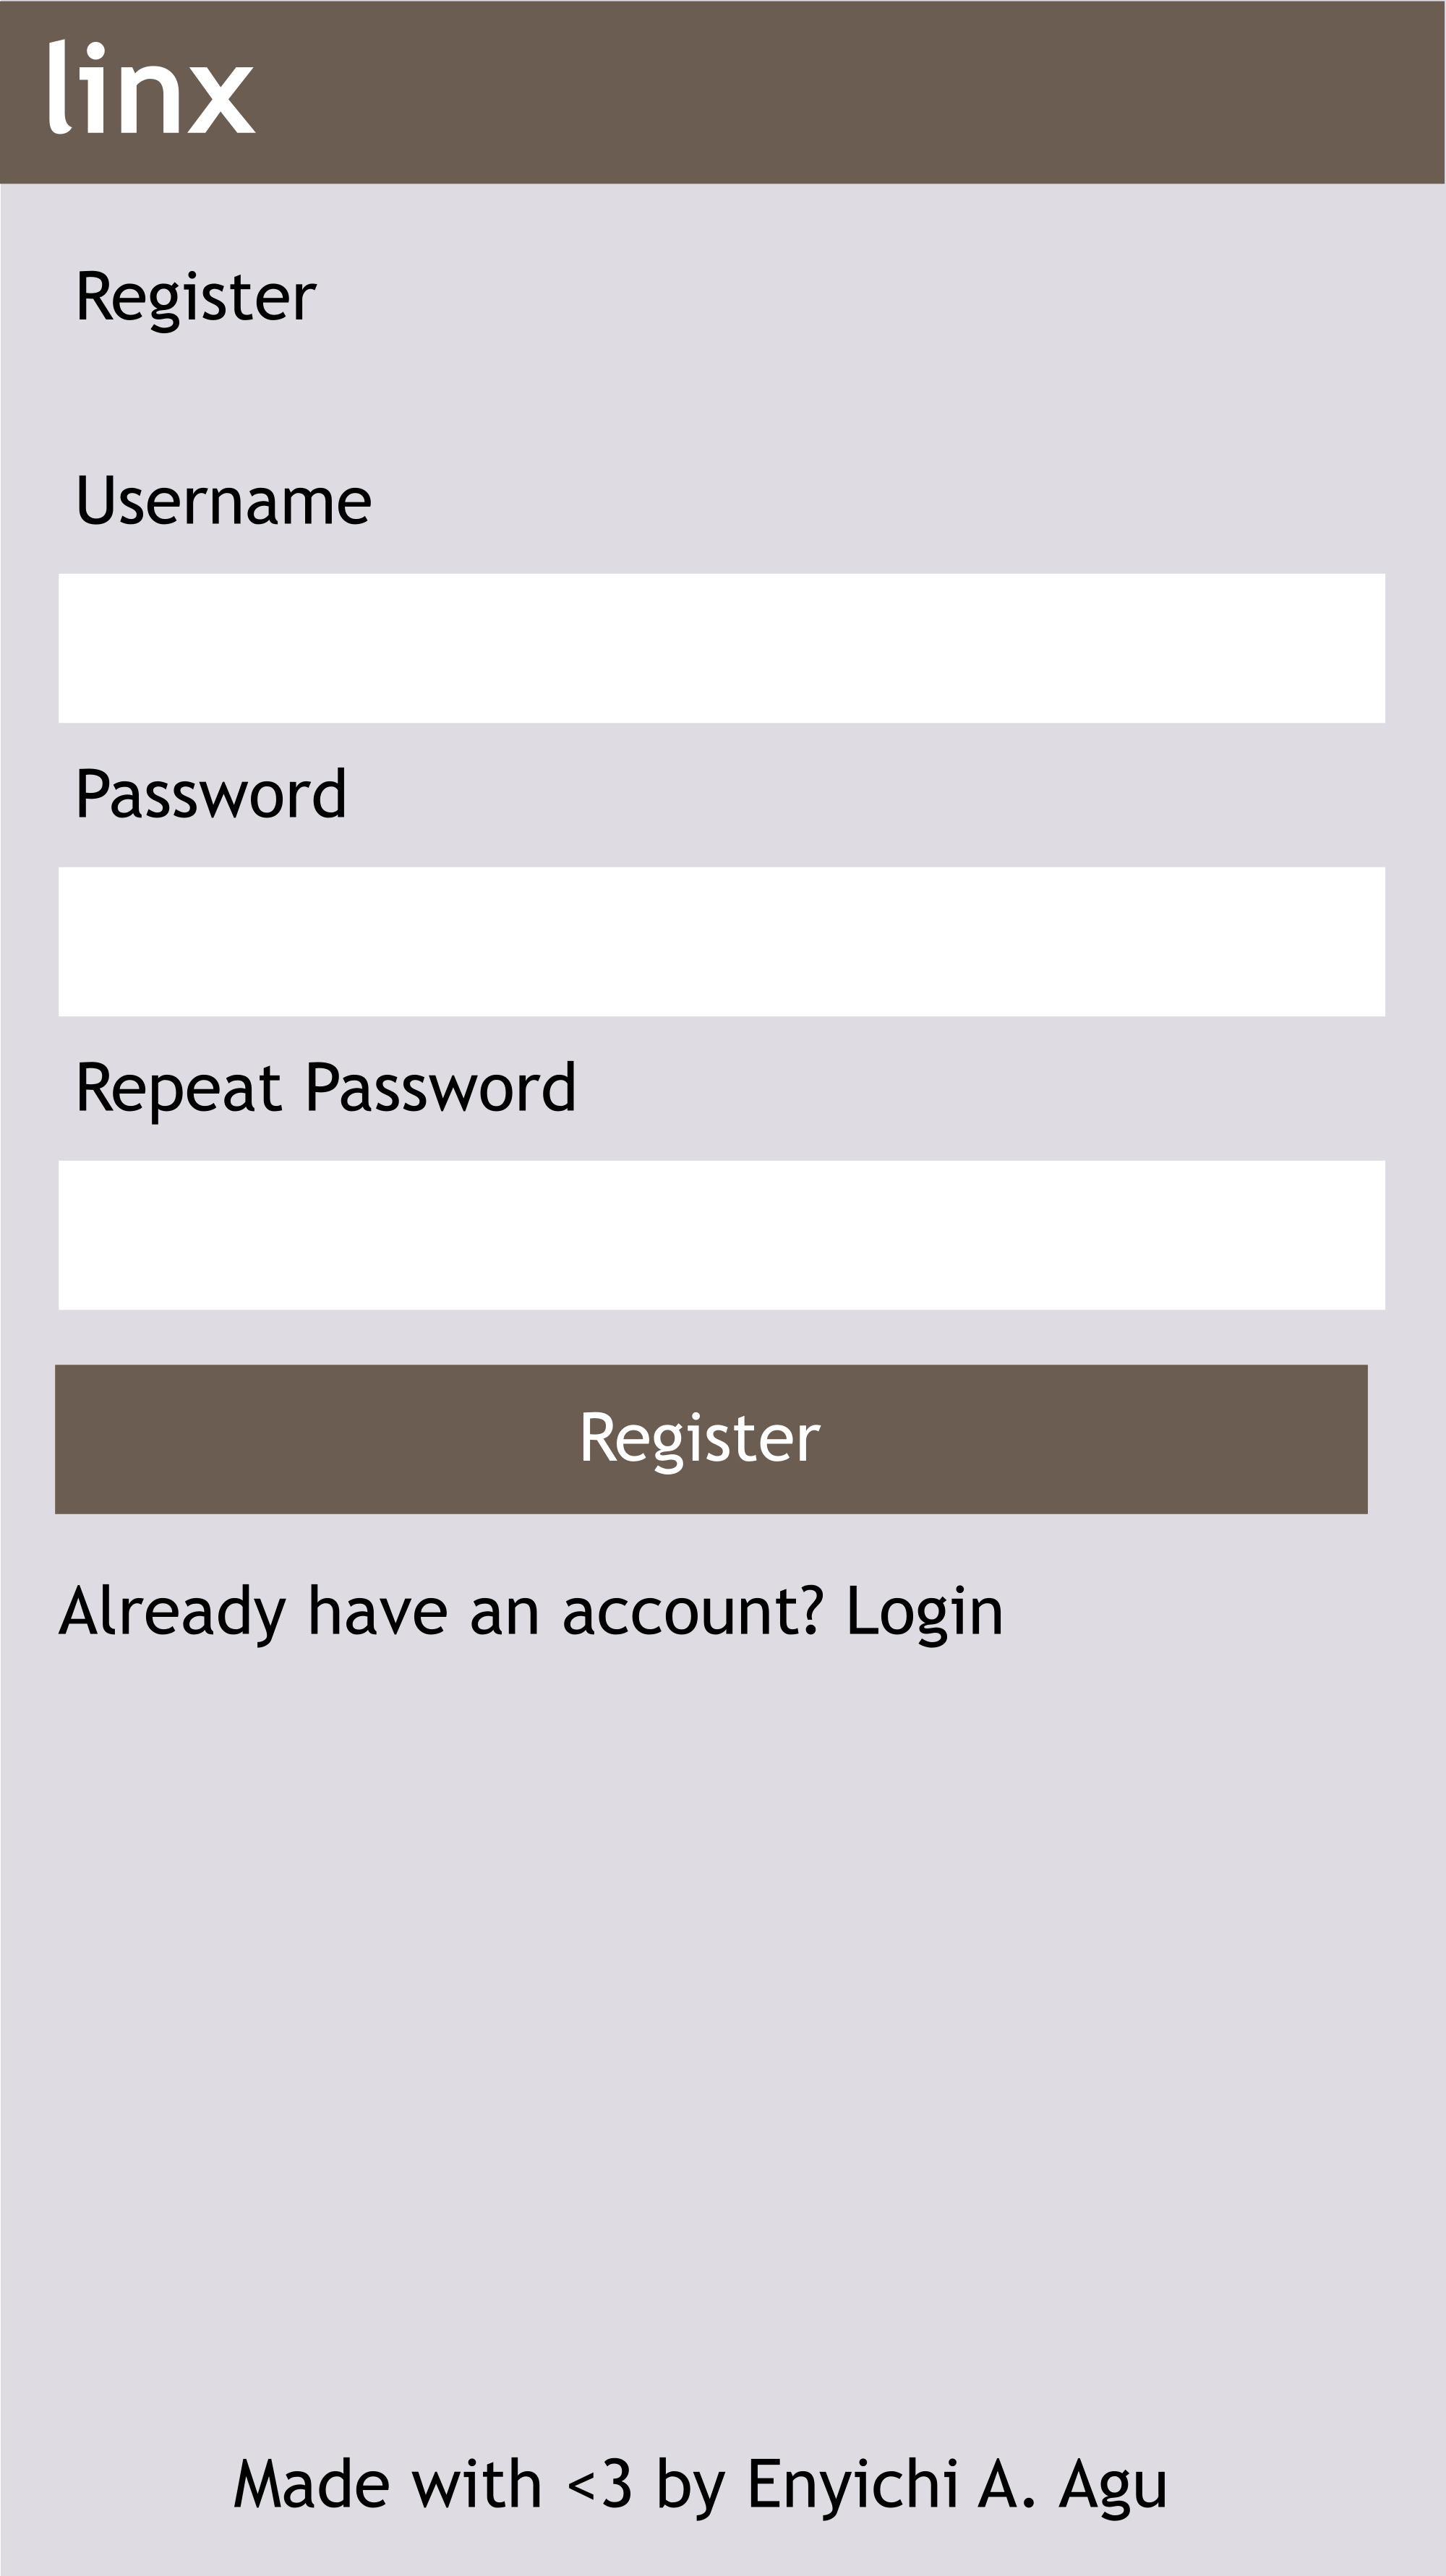 linx
Register
Username
Password
Repeat Password
Register
Already have an account? Login
Made with <3 by Enyichi A. Agu